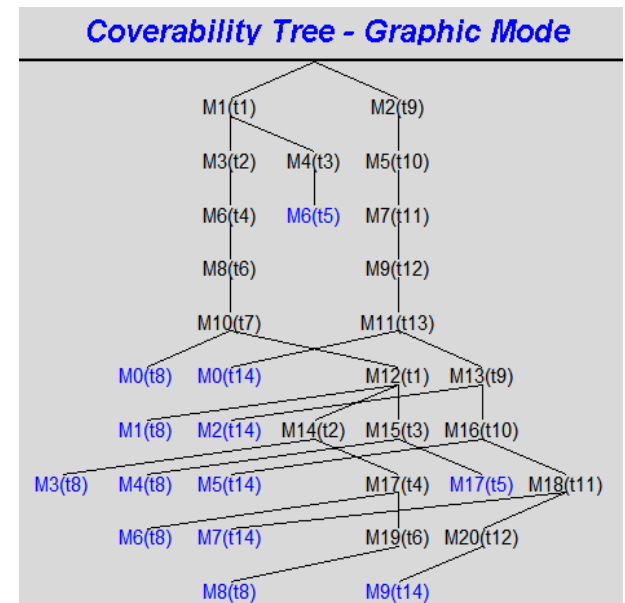 Coverability Tree - Graphic Mode
M1(t1) M2(t9)
M3(t2) M4(t3) M5(t10)
M6(t4) M6(t5) M7(t11)
M8(t6) M9(t12)
M10(t7) M11(t13)
M0(t8) M0(t14) M12(t1) M13(t9)
M1(t8) M2(t14) M14(t2) M15(t3) M16(t10)
M3(t8) M4(t8) M5(t14) M17(t4) M17(t5) M18(t11)
M6(t8) M7(t14) M19(t6) M20(t12)
M8(t8) M9(t14)